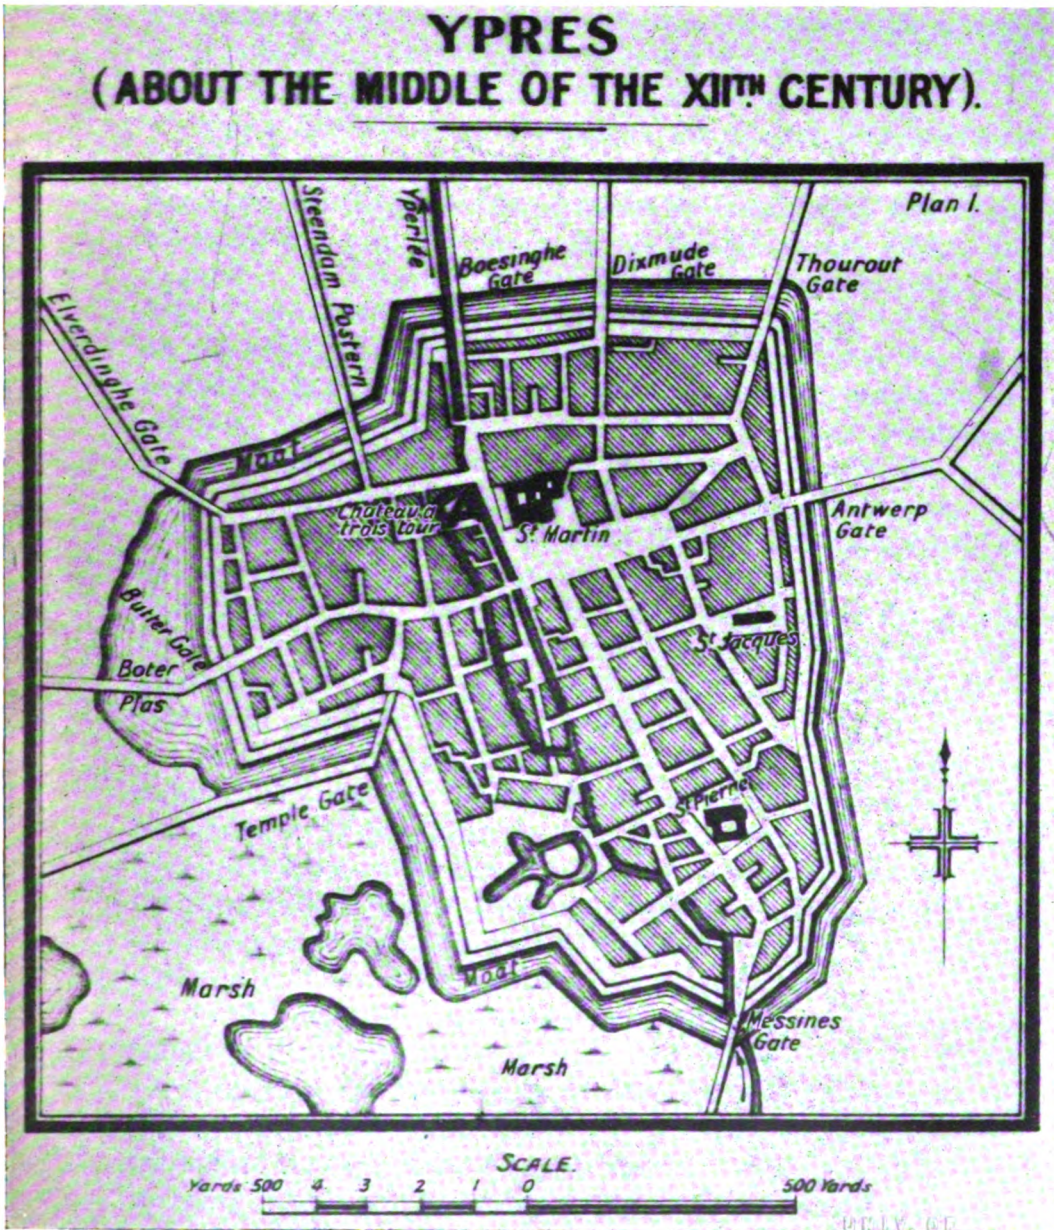 YPRES
(ABOUT THE MIDDLE OF THE XIITH CENTURY).
Plan 1.
Steendam Postern
Yperlée
Boesinghe
Gate
Dixmude
Gate
Thourout
Gate
Elverdinghe Gate
Moat
Chateau a
trois tour
St. Martin
Antwerp
Gate
Butter Gate
Boter
Plas
St. Jacques
Temple Gate
St. Pierre
Marsh
Moat
Marsh
Messines
Gate
SCALE.
Yards 500 4 3 2 1 0 500 Yards